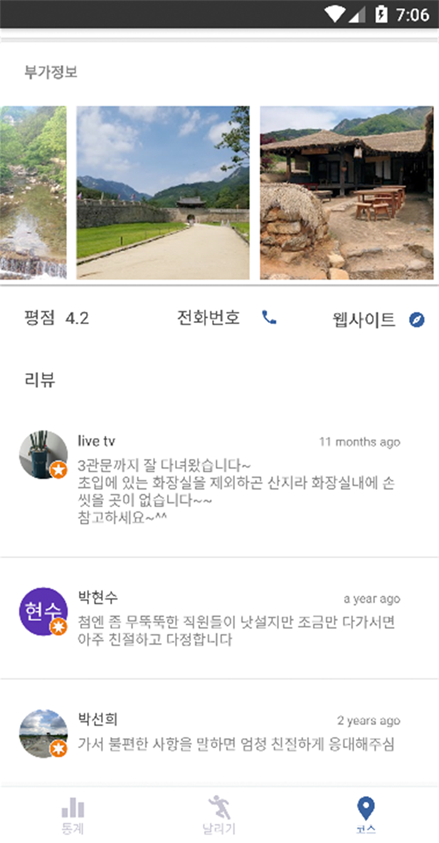 7:06
부가정보
평점 4.2 전화번호 웹사이트
리뷰
live tv 11 months ago
3관문까지 잘 다녀왔습니다~
초입에 있는 화장실을 제외하곤 산지라 화장실내에 손
씻을 곳이 없습니다~~
참고하세요~^^
현수
박현수 a year ago
첨엔 좀 무뚝뚝한 직원들이 낫설지만 조금만 다가서면
아주 친절하고 다정합니다
박선희 2 years ago
가서 불편한 사항을 말하면 엄청 친절하게 응대해주심
통계 달리기 코스